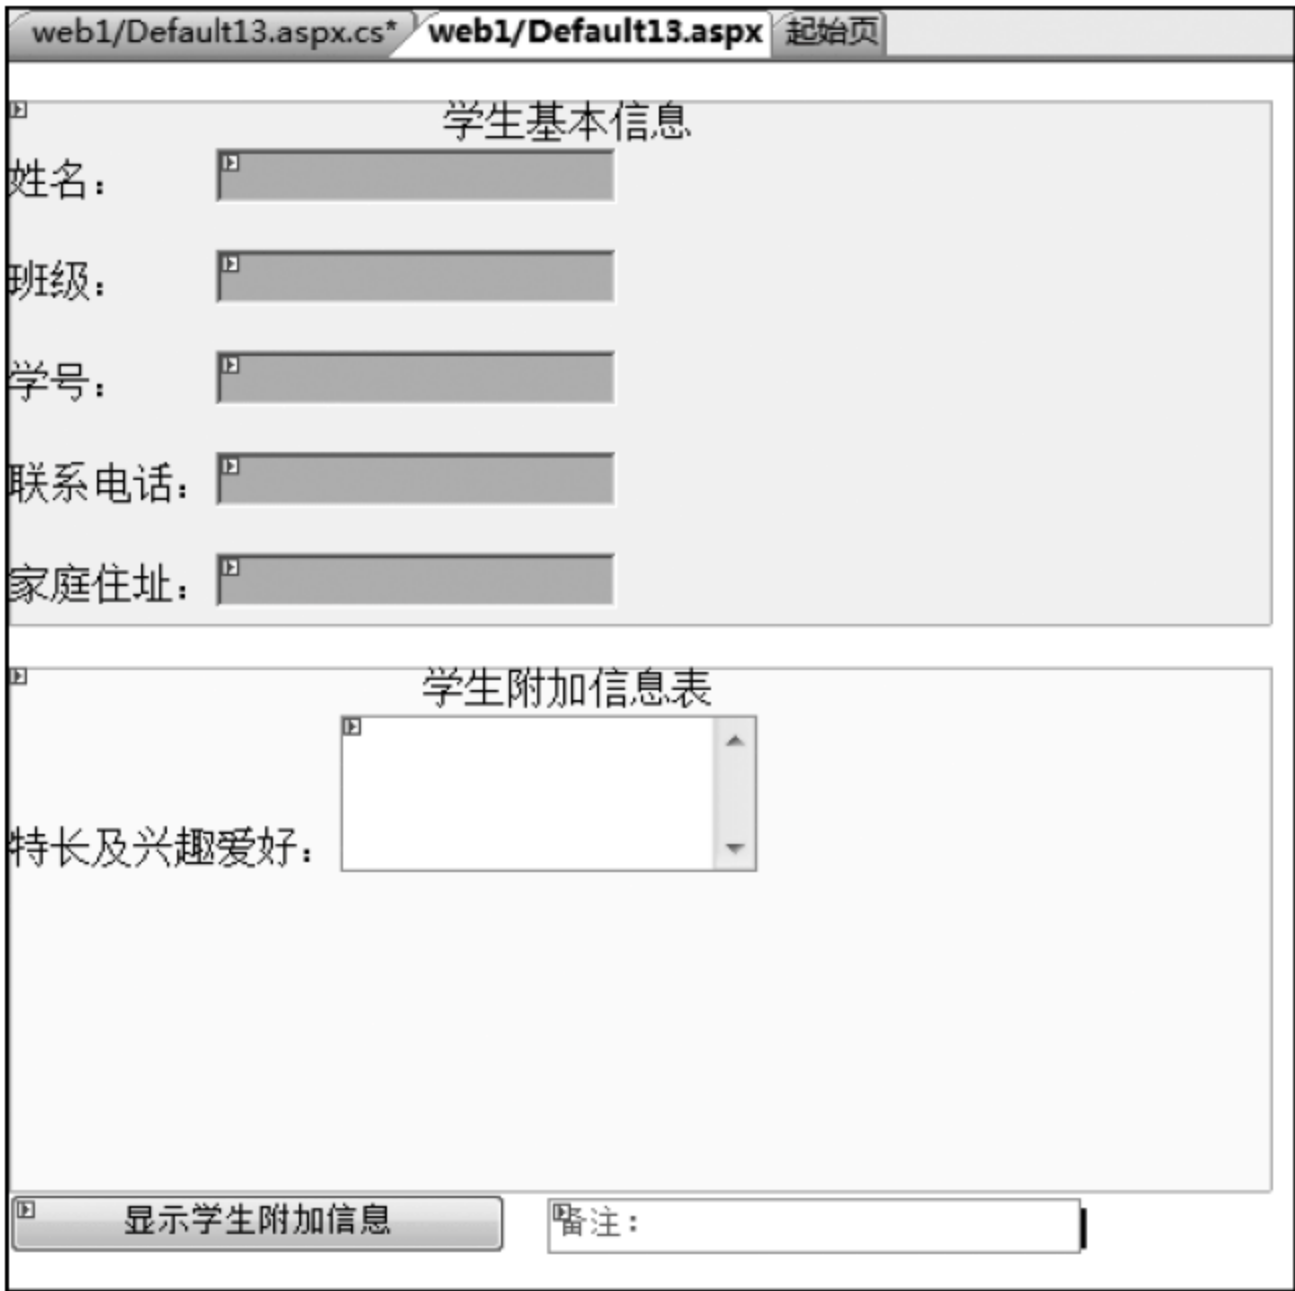 web1/Default13.aspx.cs* web1/Default13.aspx 起始页
学生基本信息
姓名：
班级：
学号：
联系电话：
家庭住址：
学生附加信息表
特长及兴趣爱好：
显示学生附加信息 备注：